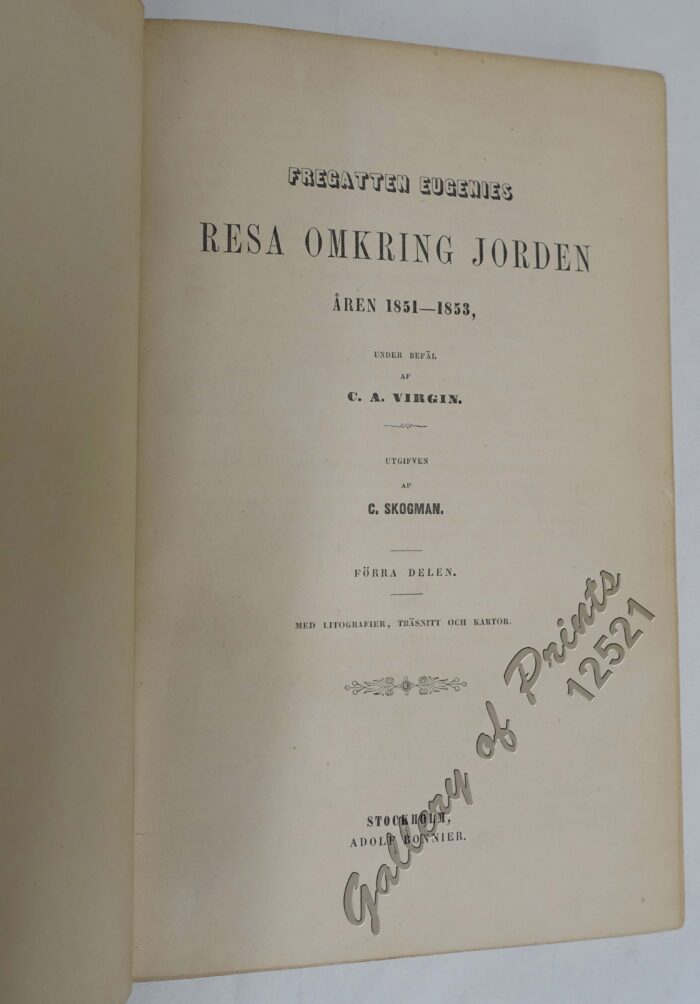 FREGATTEN EUGENIES
RESA OMKRING JORDEN
ÅREN 1851—1853,
UNDER BEFÄL
AF
C. A. VIRGIN.
UTGIFVEN
AF
C. SKOGMAN.
FÖRRA DELEN.
MED LITOGRAFIER, TRÄSNITT OCH KARTOR.
STOCKHOLM,
ADOLF BONNIER.
Gallery of Prints
12521